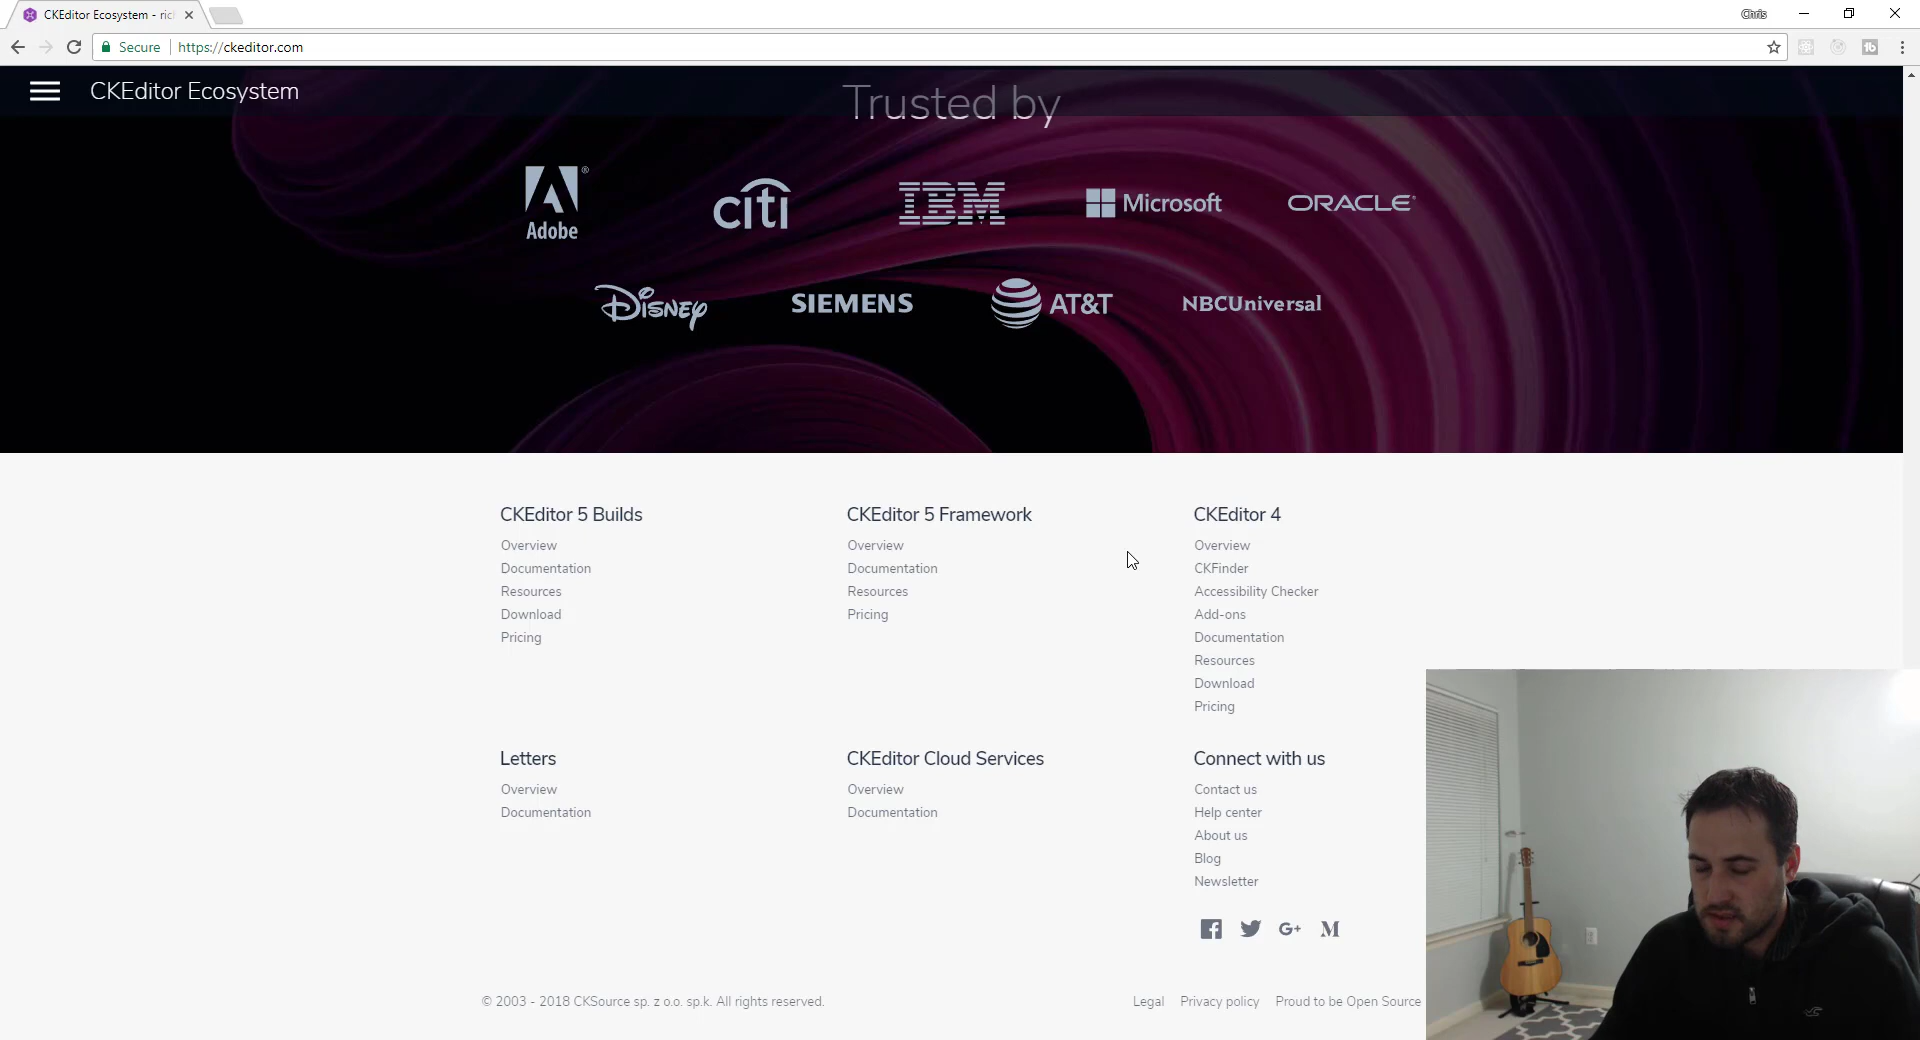 CKEditor Ecosystem - ric
Chris
Secure
https://ckeditor.com
CKEditor Ecosystem
Trusted by
Adobe
citi
IBM
Microsoft
ORACLE
Disney
SIEMENS
AT&T
NBCUniversal
CKEditor 5 Builds
Overview
Documentation
Resources
Download
Pricing
CKEditor 5 Framework
Overview
Documentation
Resources
Pricing
CKEditor 4
Overview
CKFinder
Accessibility Checker
Add-ons
Documentation
Resources
Download
Pricing
Letters
Overview
Documentation
CKEditor Cloud Services
Overview
Documentation
Connect with us
Contact us
Help center
About us
Blog
Newsletter
G+
M
© 2003 - 2018 CKSource sp. z o.o. sp.k. All rights reserved.
Legal Privacy policy Proud to be Open Source